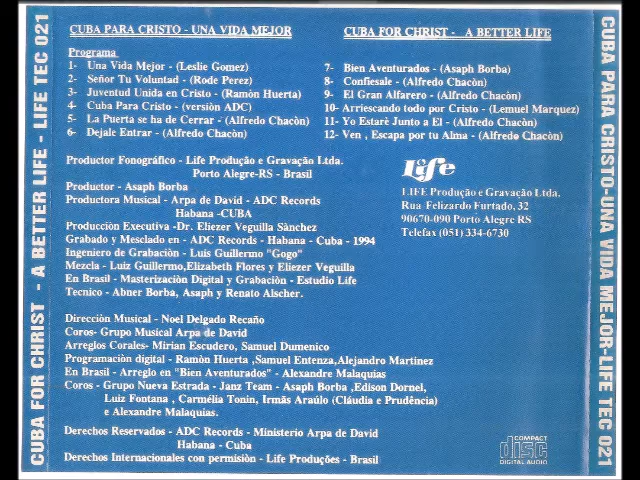 CUBA PARA CRISTO - UNA VIDA MEJOR
Programa
1- Una Vida Mejor - (Leslie Gomez)
2- Señor Tu Voluntad - (Rode Perez)
3- Juventud Unida en Cristo - (Ramòn Huerta)
4- Cuba Para Cristo - (versiòn ADC)
5- La Puerta se ha de Cerrar - (Alfredo Chacòn)
6- Dejale Entrar - (Alfredo Chacòn)
CUBA FOR CHRIST - A BETTER LIFE
7- Bien Aventurados - (Asaph Borba)
8- Confiesale - (Alfredo Chacòn)
9- El Gran Alfarero - (Alfredo Chacòn)
10- Arriescando todo por Cristo - (Lemuel Marquez)
11- Yo Estarè Junto a El - (Alfredo Chacòn)
12- Ven , Escapa por tu Alma - (Alfredo Chacòn)
Productor Fonográfico - Life Produção e Gravação Ltda.
Porto Alegre-RS - Brasil
Productor - Asaph Borba
Productora Musical - Arpa de David - ADC Records
Habana -CUBA
Producciòn Executiva -Dr. Eliezer Veguilla Sànchez
Grabado y Mesclado en - ADC Records - Habana - Cuba - 1994
Ingeniero de Grabaciòn - Luis Guillermo "Gogo"
Mezcla - Luiz Guillermo,Elizabeth Flores y Eliezer Veguilla
En Brasil - Masterizaciòn Digital y Grabaciòn - Estudio Life
Tecnico - Abner Borba, Asaph y Renato Alscher.
Life
LIFE Produção e Gravação Ltda.
Rua Felizardo Furtado, 32
90670-090 Porto Alegre RS
Telefax (051) 334-6730
Direcciòn Musical - Noel Delgado Recaño
Coros- Grupo Musical Arpa de David
Arreglos Corales- Mirian Escudero, Samuel Dumenico
Programaciòn digital - Ramòn Huerta ,Samuel Entenza,Alejandro Martinez
En Brasil - Arreglo en "Bien Aventurados" - Alexandre Malaquias
Coros - Grupo Nueva Estrada - Janz Team - Asaph Borba ,Edison Dornel,
Luiz Fontana , Carmélia Tonin, Irmãs Araúlo (Cláudia e Prudência)
e Alexandre Malaquias.
Derechos Reservados - ADC Records - Ministerio Arpa de David
Habana - Cuba
Derechos Internacionales con permisiòn - Life Produções - Brasil
COMPACT
disc
DIGITAL AUDIO
CUBA FOR CHRIST - A BETTER LIFE - LIFE TEC 021
CUBA PARA CRISTO-UNA VIDA MEJOR-LIFE TEC 021